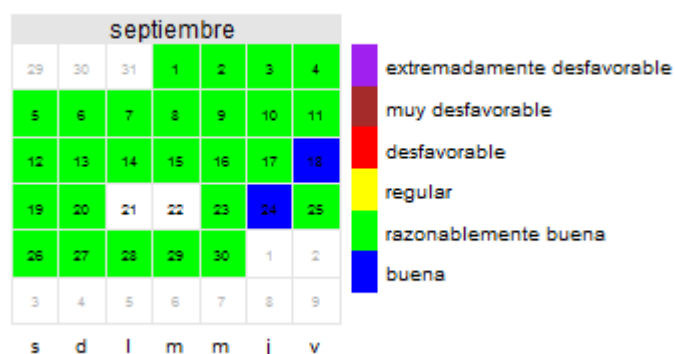 septiembre
29 30 31 1 2 3 4
5 6 7 8 9 10 11
12 13 14 15 16 17 18
19 20 21 22 23 24 25
26 27 28 29 30 1 2
3 4 5 6 7 8 9
s d l m m j v
extremadamente desfavorable
muy desfavorable
desfavorable
regular
razonablemente buena
buena